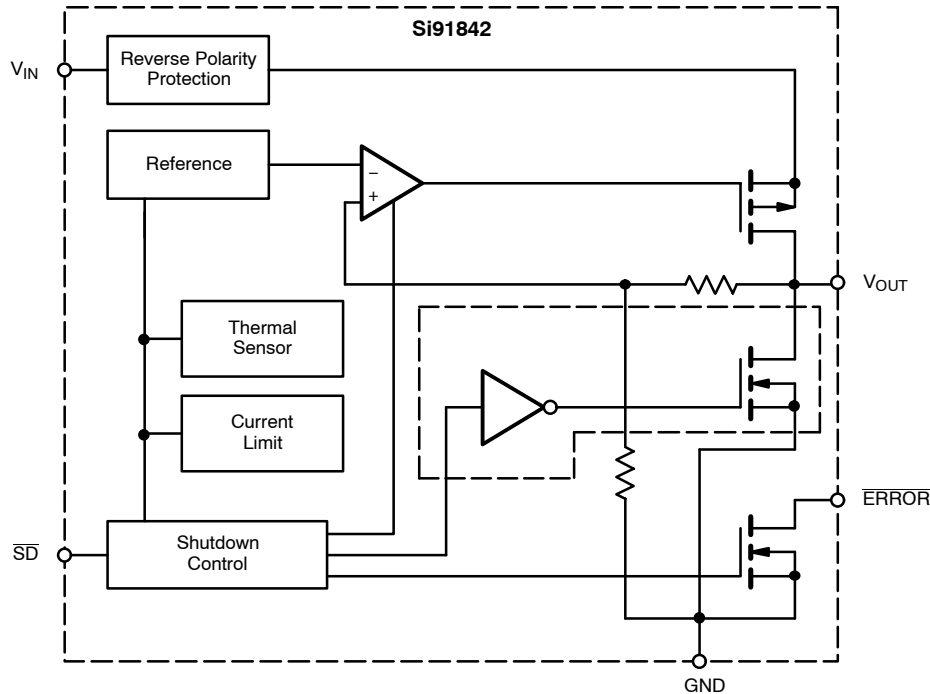 Si91842
VIN
Reverse Polarity
Protection
Reference
−
+
VOUT
Thermal
Sensor
Current
Limit
ERROR
SD
Shutdown
Control
GND